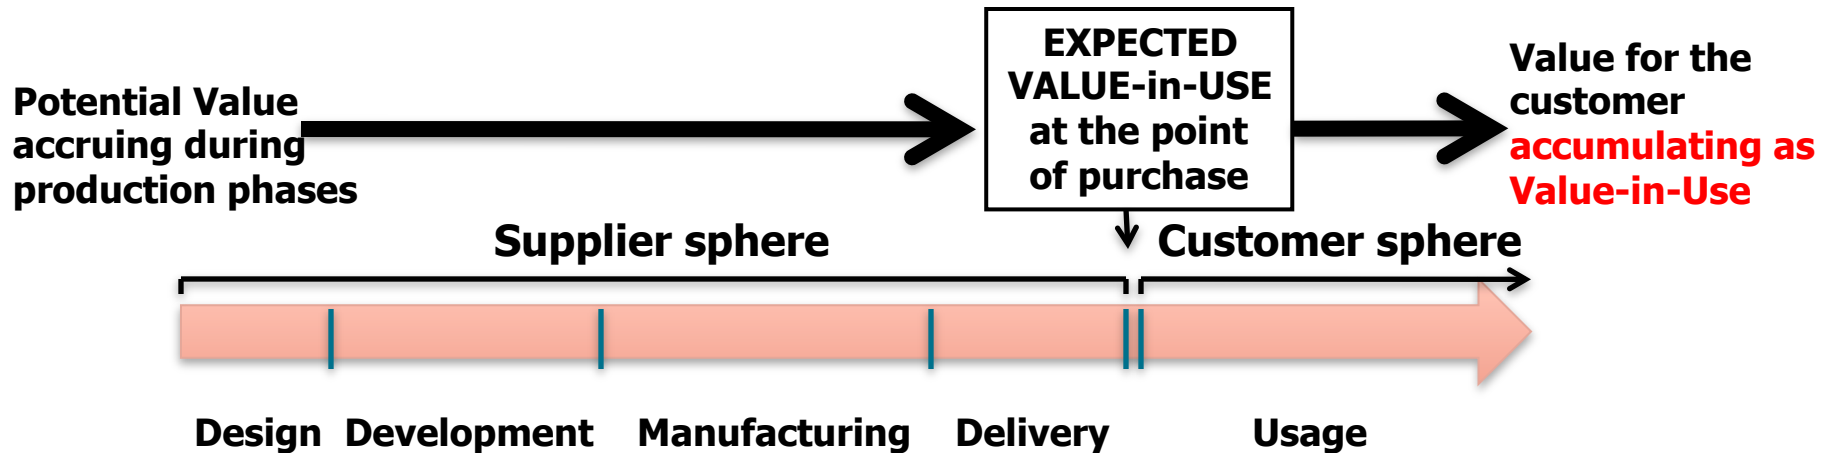 Potential Value
accruing during
production phases
EXPECTED
VALUE-in-USE
at the point
of purchase
Value for the
customer
accumulating as
Value-in-Use
Supplier sphere
Customer sphere
Design
Development
Manufacturing
Delivery
Usage